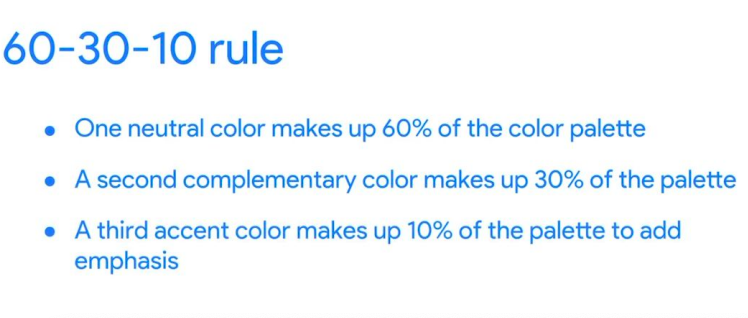 60-30-10 rule
● One neutral color makes up 60% of the color palette
● A second complementary color makes up 30% of the palette
● A third accent color makes up 10% of the palette to add
emphasis